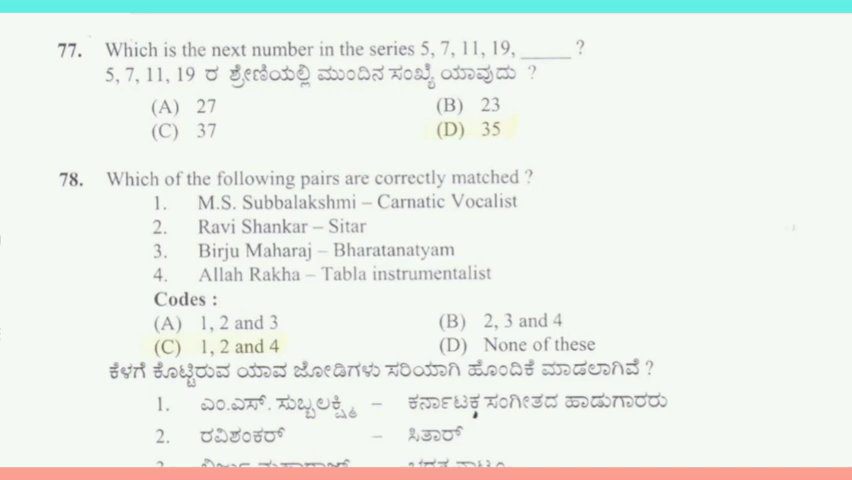 77. Which is the next number in the series 5, 7, 11, 19, _____ ?
5, 7, 11, 19 ರ ಶ್ರೇಣಿಯಲ್ಲಿ ಮುಂದಿನ ಸಂಖ್ಯೆ ಯಾವುದು ?
(A) 27 (B) 23
(C) 37 (D) 35
78. Which of the following pairs are correctly matched ?
1. M.S. Subbalakshmi – Carnatic Vocalist
2. Ravi Shankar – Sitar
3. Birju Maharaj – Bharatanatyam
4. Allah Rakha – Tabla instrumentalist
Codes :
(A) 1, 2 and 3 (B) 2, 3 and 4
(C) 1, 2 and 4 (D) None of these
ಕೆಳಗೆ ಕೊಟ್ಟಿರುವ ಯಾವ ಜೋಡಿಗಳು ಸರಿಯಾಗಿ ಹೊಂದಿಕೆ ಮಾಡಲಾಗಿವೆ ?
1. ಎಂ.ಎಸ್. ಸುಬ್ಬಲಕ್ಷ್ಮಿ – ಕರ್ನಾಟಕ ಸಂಗೀತದ ಹಾಡುಗಾರರು
2. ರವಿಶಂಕರ್ – ಸಿತಾರ್